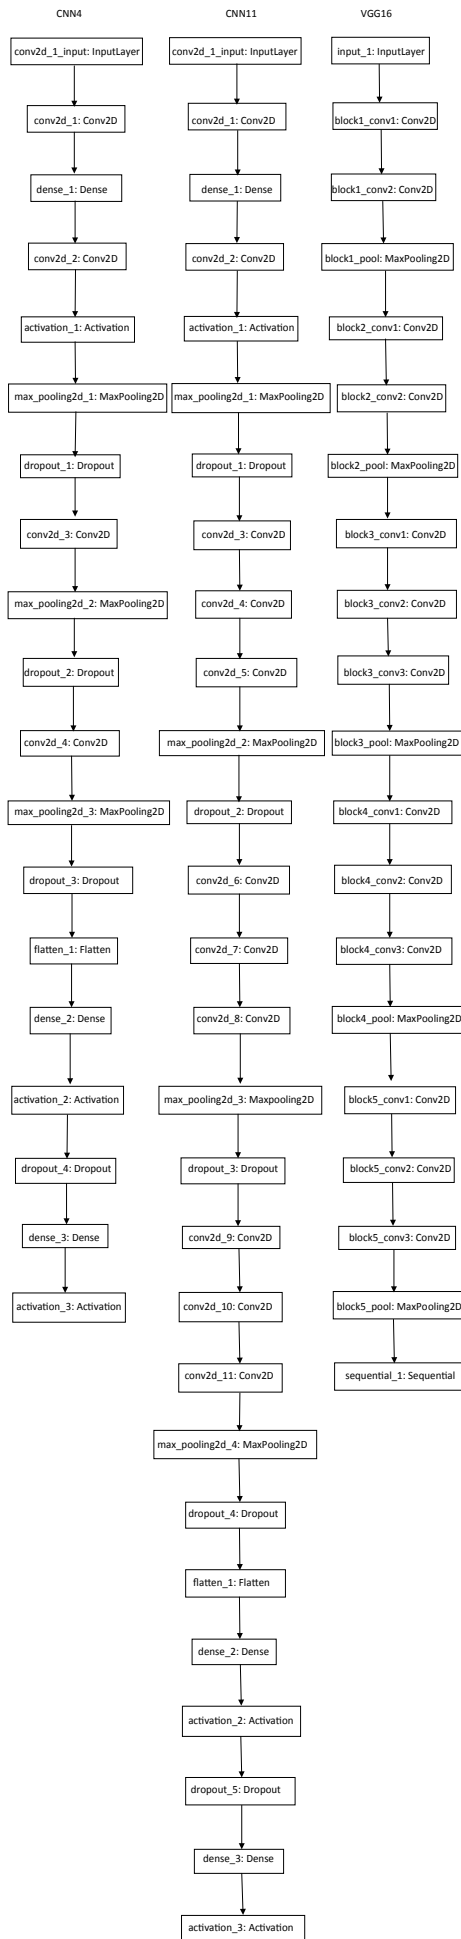 CNN4
conv2d_1_input: InputLayer
conv2d_1: Conv2D
dense_1: Dense
conv2d_2: Conv2D
activation_1: Activation
max_pooling2d_1: MaxPooling2D
dropout_1: Dropout
conv2d_3: Conv2D
max_pooling2d_2: MaxPooling2D
dropout_2: Dropout
conv2d_4: Conv2D
max_pooling2d_3: MaxPooling2D
dropout_3: Dropout
flatten_1: Flatten
dense_2: Dense
activation_2: Activation
dropout_4: Dropout
dense_3: Dense
activation_3: Activation
CNN11
conv2d_1_input: InputLayer
conv2d_1: Conv2D
dense_1: Dense
conv2d_2: Conv2D
activation_1: Activation
max_pooling2d_1: MaxPooling2D
dropout_1: Dropout
conv2d_3: Conv2D
conv2d_4: Conv2D
conv2d_5: Conv2D
max_pooling2d_2: MaxPooling2D
dropout_2: Dropout
conv2d_6: Conv2D
conv2d_7: Conv2D
conv2d_8: Conv2D
max_pooling2d_3: Maxpooling2D
dropout_3: Dropout
conv2d_9: Conv2D
conv2d_10: Conv2D
conv2d_11: Conv2D
max_pooling2d_4: MaxPooling2D
dropout_4: Dropout
flatten_1: Flatten
dense_2: Dense
activation_2: Activation
dropout_5: Dropout
dense_3: Dense
activation_3: Activation
VGG16
input_1: InputLayer
block1_conv1: Conv2D
block1_conv2: Conv2D
block1_pool: MaxPooling2D
block2_conv1: Conv2D
block2_conv2: Conv2D
block2_pool: MaxPooling2D
block3_conv1: Conv2D
block3_conv2: Conv2D
block3_conv3: Conv2D
block3_pool: MaxPooling2D
block4_conv1: Conv2D
block4_conv2: Conv2D
block4_conv3: Conv2D
block4_pool: MaxPooling2D
block5_conv1: Conv2D
block5_conv2: Conv2D
block5_conv3: Conv2D
block5_pool: MaxPooling2D
sequential_1: Sequential